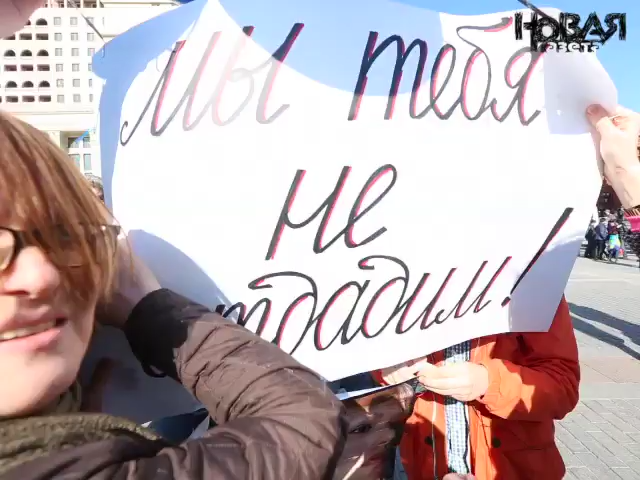 НОВАЯ
газета
Мы тебя
не
отдадим!